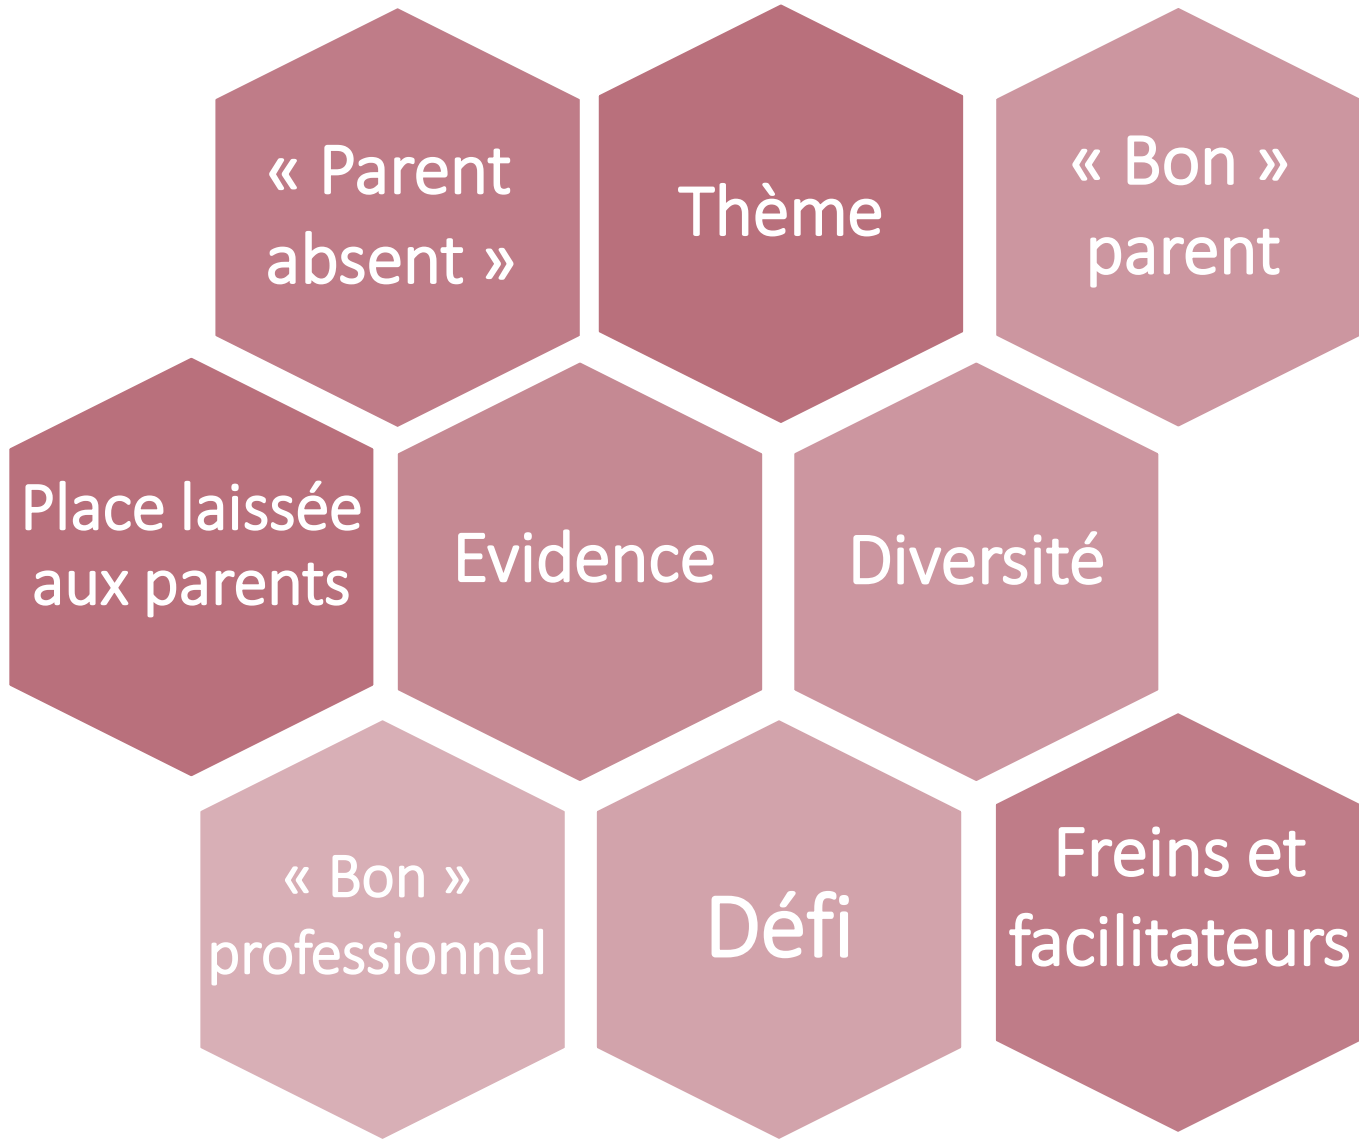 « Parent
absent »
Thème
« Bon »
parent
Place laissée
aux parents
Evidence
Diversité
« Bon »
professionnel
Défi
Freins et
facilitateurs